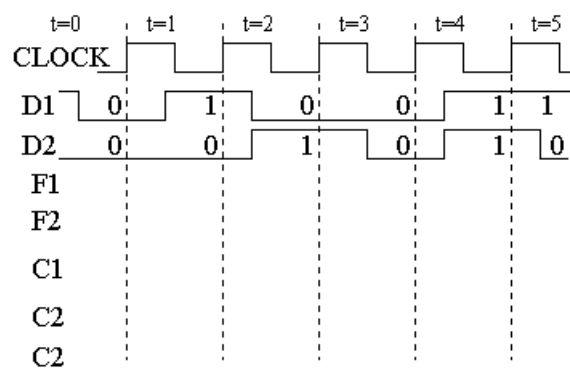 t=0 t=1 t=2 t=3 t=4 t=5
CLOCK
D1 0 1 0 0 1 1
D2 0 0 1 0 1 0
F1
F2
C1
C2
C2